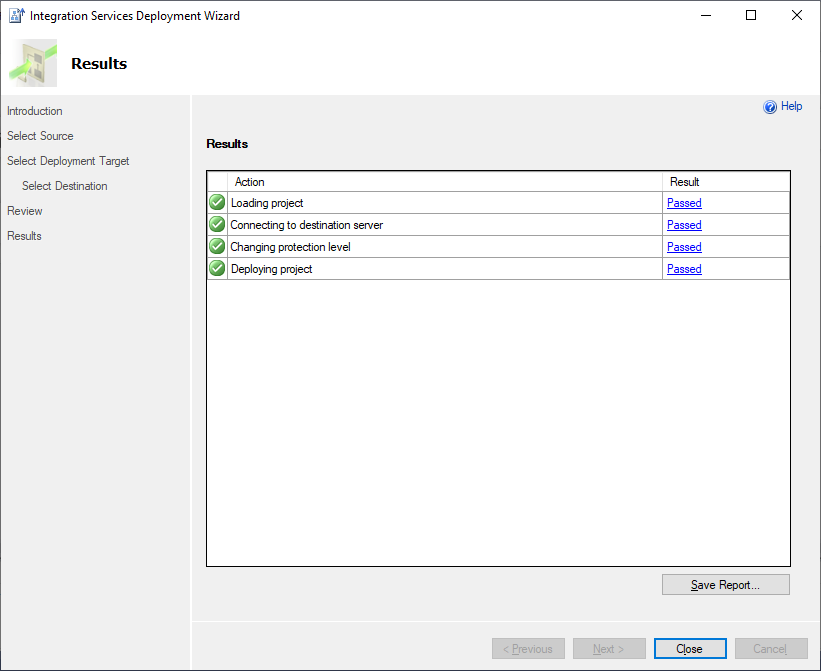 Integration Services Deployment Wizard
Results
Introduction
Select Source
Select Deployment Target
Select Destination
Review
Results
Help
Results
Action Result
Loading project Passed
Connecting to destination server Passed
Changing protection level Passed
Deploying project Passed
Save Report...
< Previous Next > Close Cancel